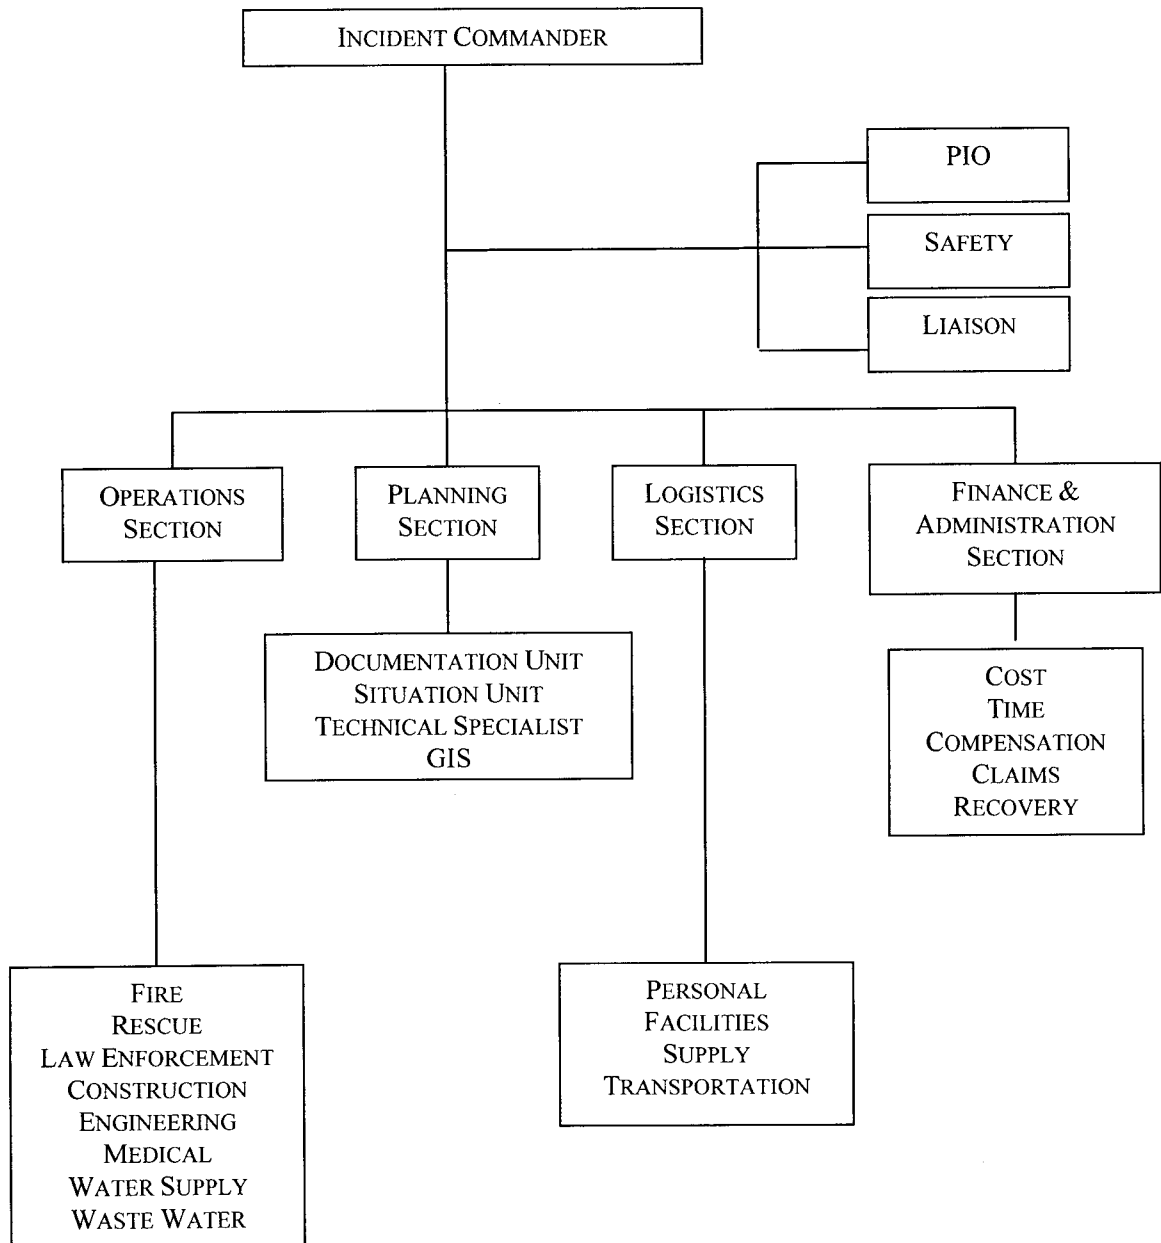 INCIDENT COMMANDER
PIO
SAFETY
LIAISON
OPERATIONS
SECTION
PLANNING
SECTION
LOGISTICS
SECTION
FINANCE &
ADMINISTRATION
SECTION
DOCUMENTATION UNIT
SITUATION UNIT
TECHNICAL SPECIALIST
GIS
COST
TIME
COMPENSATION
CLAIMS
RECOVERY
FIRE
RESCUE
LAW ENFORCEMENT
CONSTRUCTION
ENGINEERING
MEDICAL
WATER SUPPLY
WASTE WATER
PERSONAL
FACILITIES
SUPPLY
TRANSPORTATION